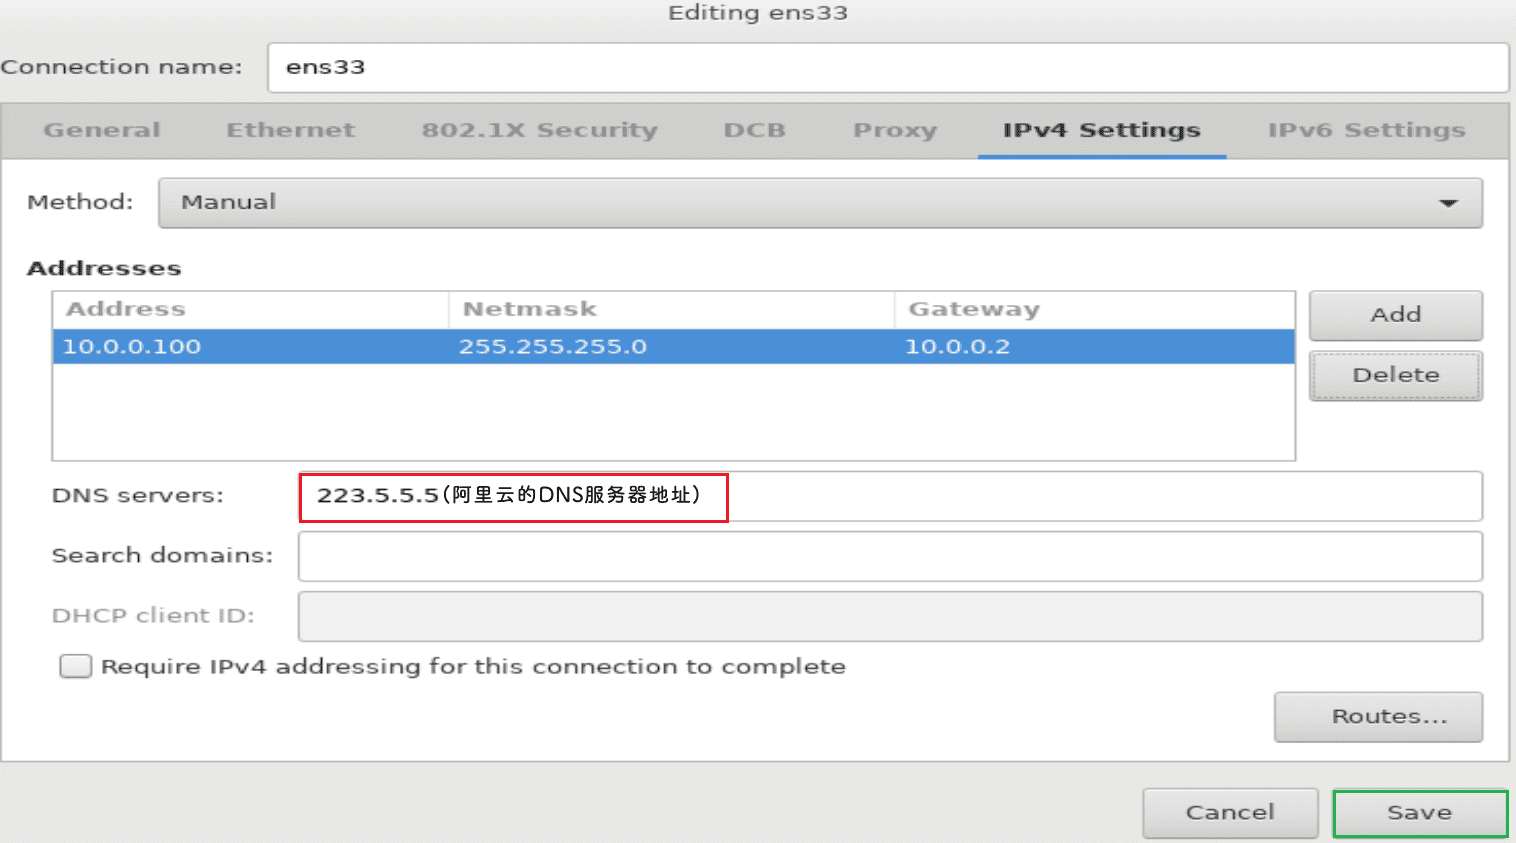 Editing ens33
Connection name: ens33
General Ethernet 802.1X Security DCB Proxy IPv4 Settings IPv6 Settings
Method: Manual
Addresses
Address Netmask Gateway
Add
10.0.0.100 255.255.255.0 10.0.0.2
Delete
DNS servers: 223.5.5.5(阿里云的DNS服务器地址)
Search domains:
DHCP client ID:
Require IPv4 addressing for this connection to complete
Routes...
Cancel Save